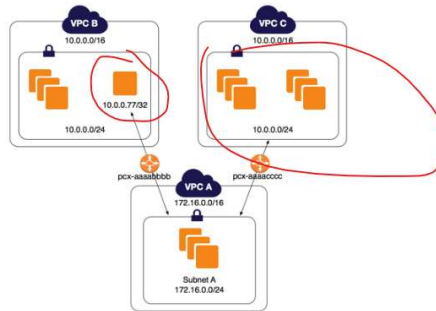 VPC B
10.0.0.0/16
10.0.0.77/32
10.0.0.0/24
VPC C
10.0.0.0/16
10.0.0.0/24
pcx-aaaabbbb
pcx-aaaacccc
VPC A
172.16.0.0/16
Subnet A
172.16.0.0/24